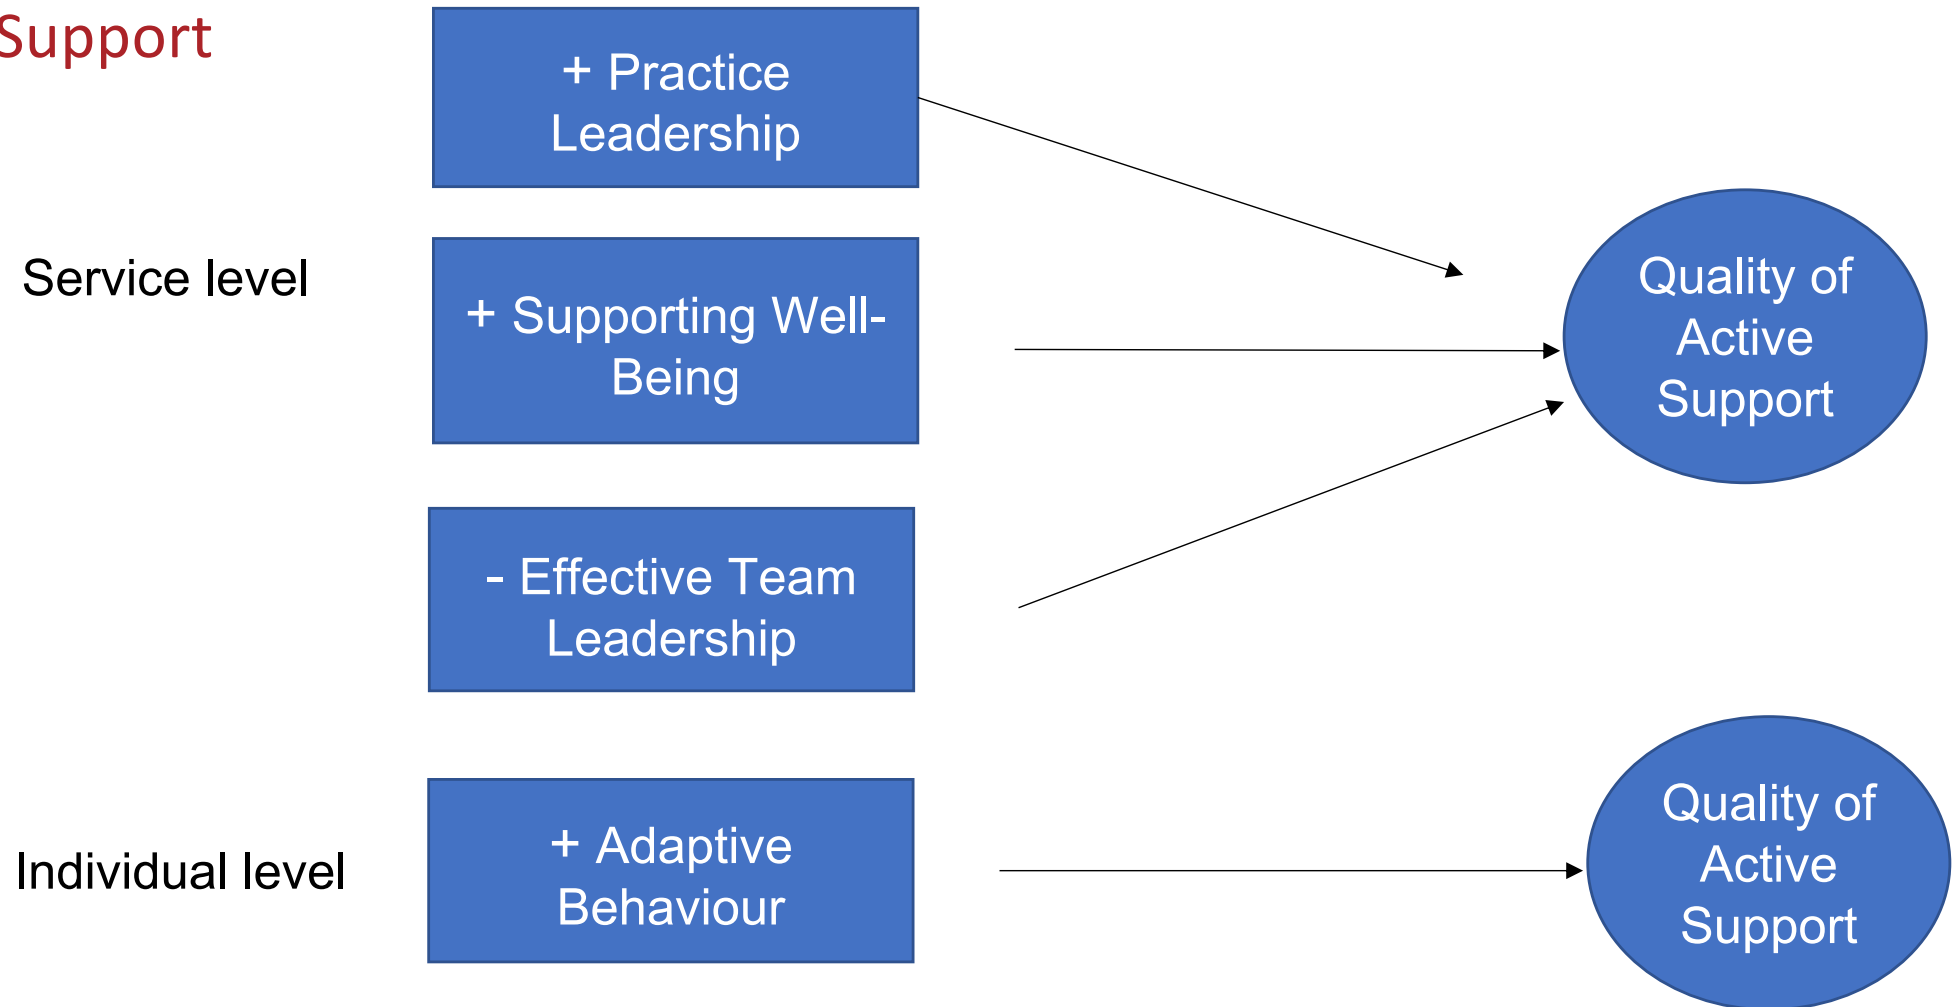 Support
+ Practice
Leadership
Service level
+ Supporting Well-
Being
Quality of
Active
Support
- Effective Team
Leadership
Individual level
+ Adaptive
Behaviour
Quality of
Active
Support